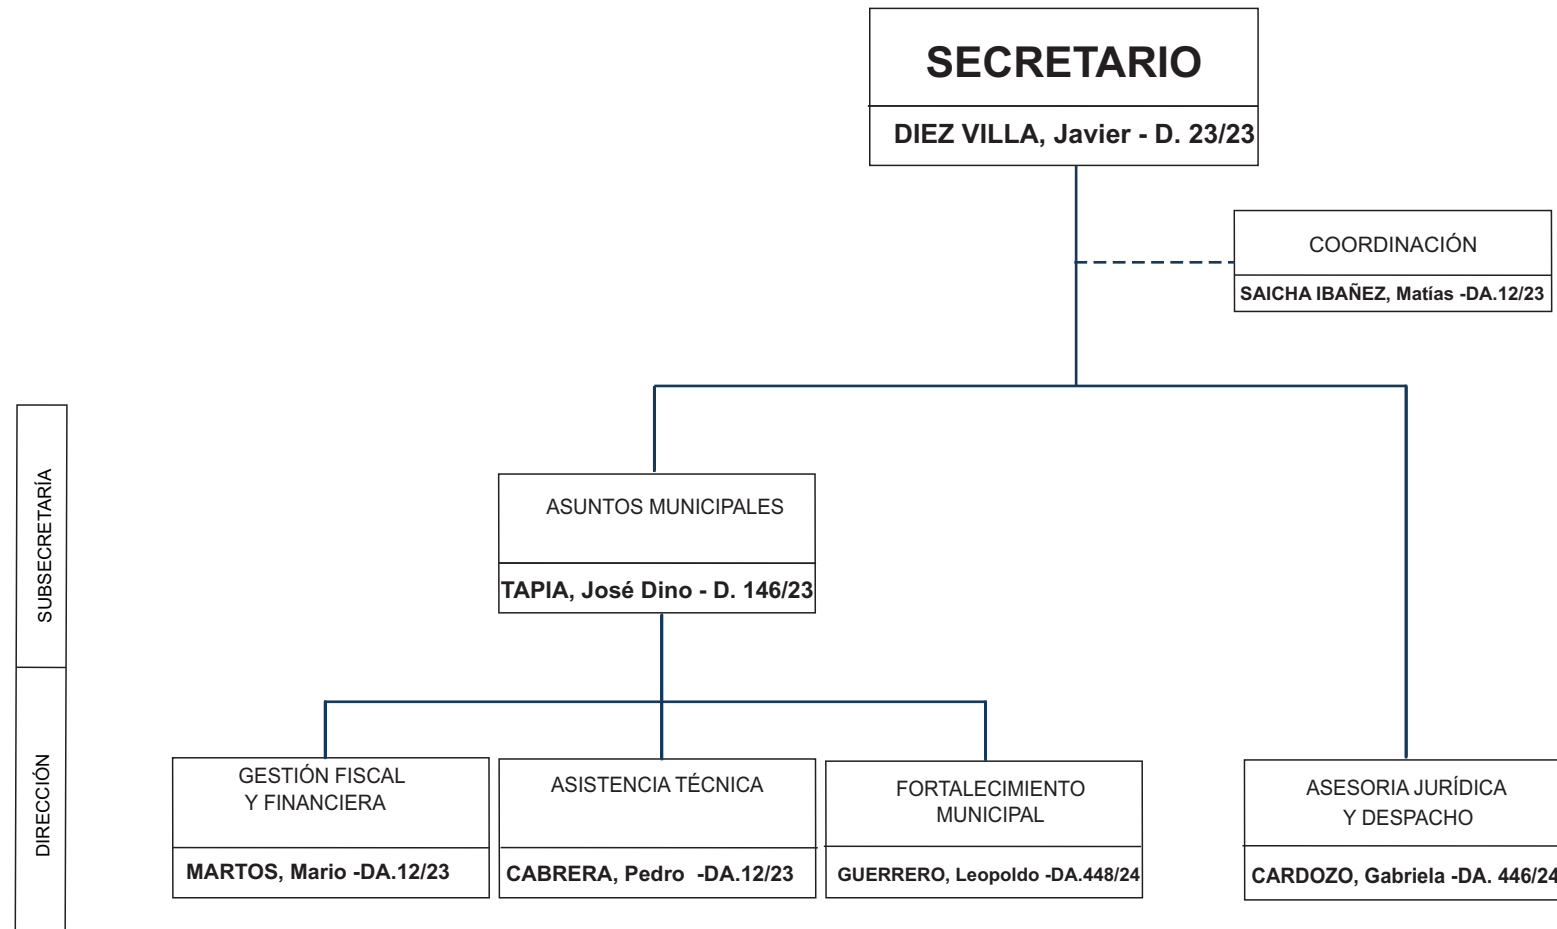 SECRETARIO
DIEZ VILLA, Javier - D. 23/23
COORDINACIÓN
SAICHA IBAÑEZ, Matías -DA.12/23
SUBSECRETARÍA
ASUNTOS MUNICIPALES
TAPIA, José Dino - D. 146/23
DIRECCIÓN
GESTIÓN FISCAL
Y FINANCIERA
MARTOS, Mario -DA.12/23
ASISTENCIA TÉCNICA
CABRERA, Pedro -DA.12/23
FORTALECIMIENTO
MUNICIPAL
GUERRERO, Leopoldo -DA.448/24
ASESORIA JURÍDICA
Y DESPACHO
CARDOZO, Gabriela -DA. 446/24